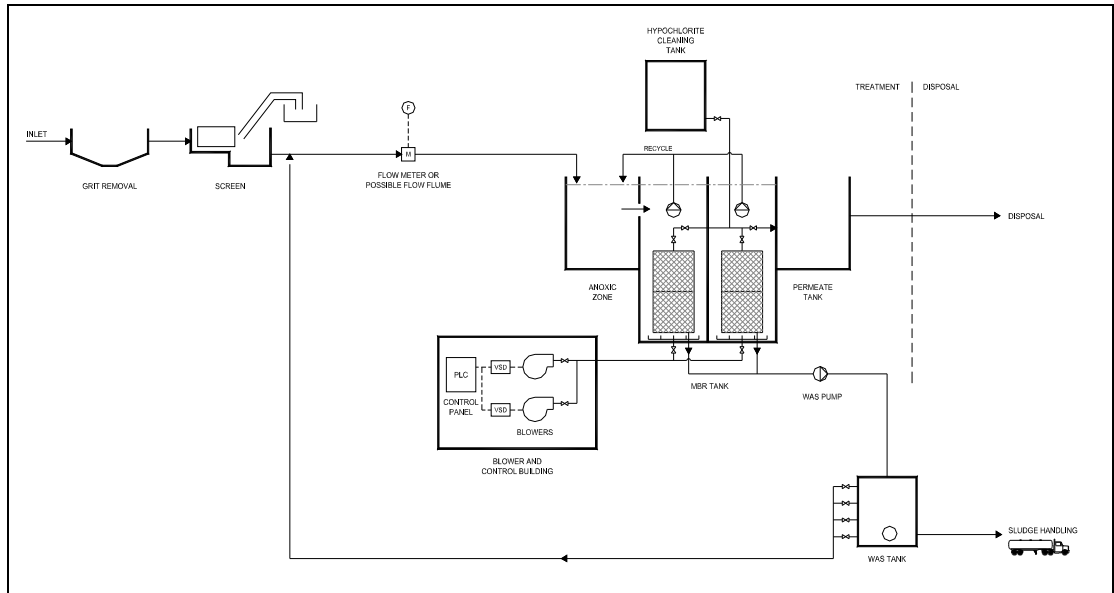 HYPOCHLORITE
CLEANING
TANK
TREATMENT
DISPOSAL
INLET
F
RECYCLE
M
GRIT REMOVAL
SCREEN
FLOW METER OR
POSSIBLE FLOW FLUME
DISPOSAL
ANOXIC
ZONE
PERMEATE
TANK
PLC
VSD
CONTROL
PANEL
VSD
BLOWERS
MBR TANK
WAS PUMP
BLOWER AND
CONTROL BUILDING
SLUDGE HANDLING
WAS TANK